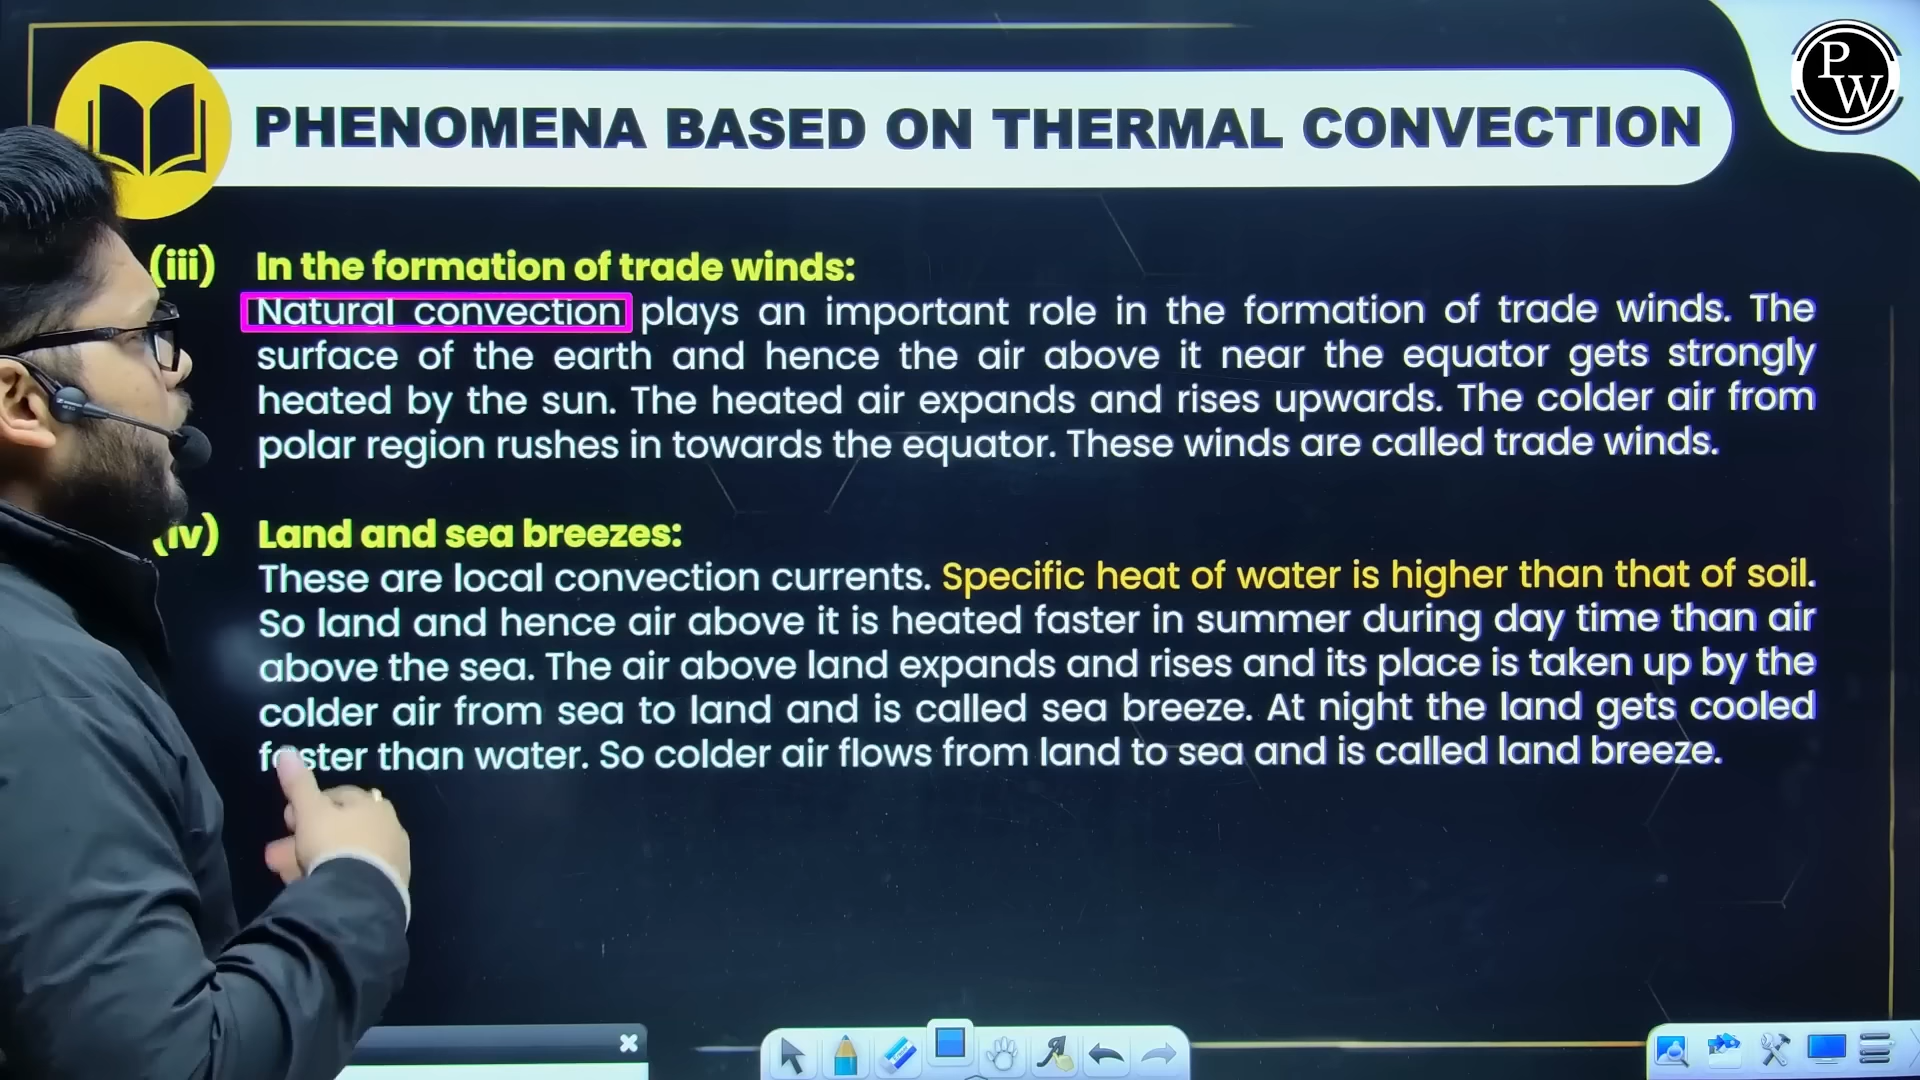 PW
PHENOMENA BASED ON THERMAL CONVECTION
(iii) In the formation of trade winds:
Natural convection plays an important role in the formation of trade winds. The
surface of the earth and hence the air above it near the equator gets strongly
heated by the sun. The heated air expands and rises upwards. The colder air from
polar region rushes in towards the equator. These winds are called trade winds.
(iv) Land and sea breezes:
These are local convection currents. Specific heat of water is higher than that of soil.
So land and hence air above it is heated faster in summer during day time than air
above the sea. The air above land expands and rises and its place is taken up by the
colder air from sea to land and is called sea breeze. At night the land gets cooled
faster than water. So colder air flows from land to sea and is called land breeze.